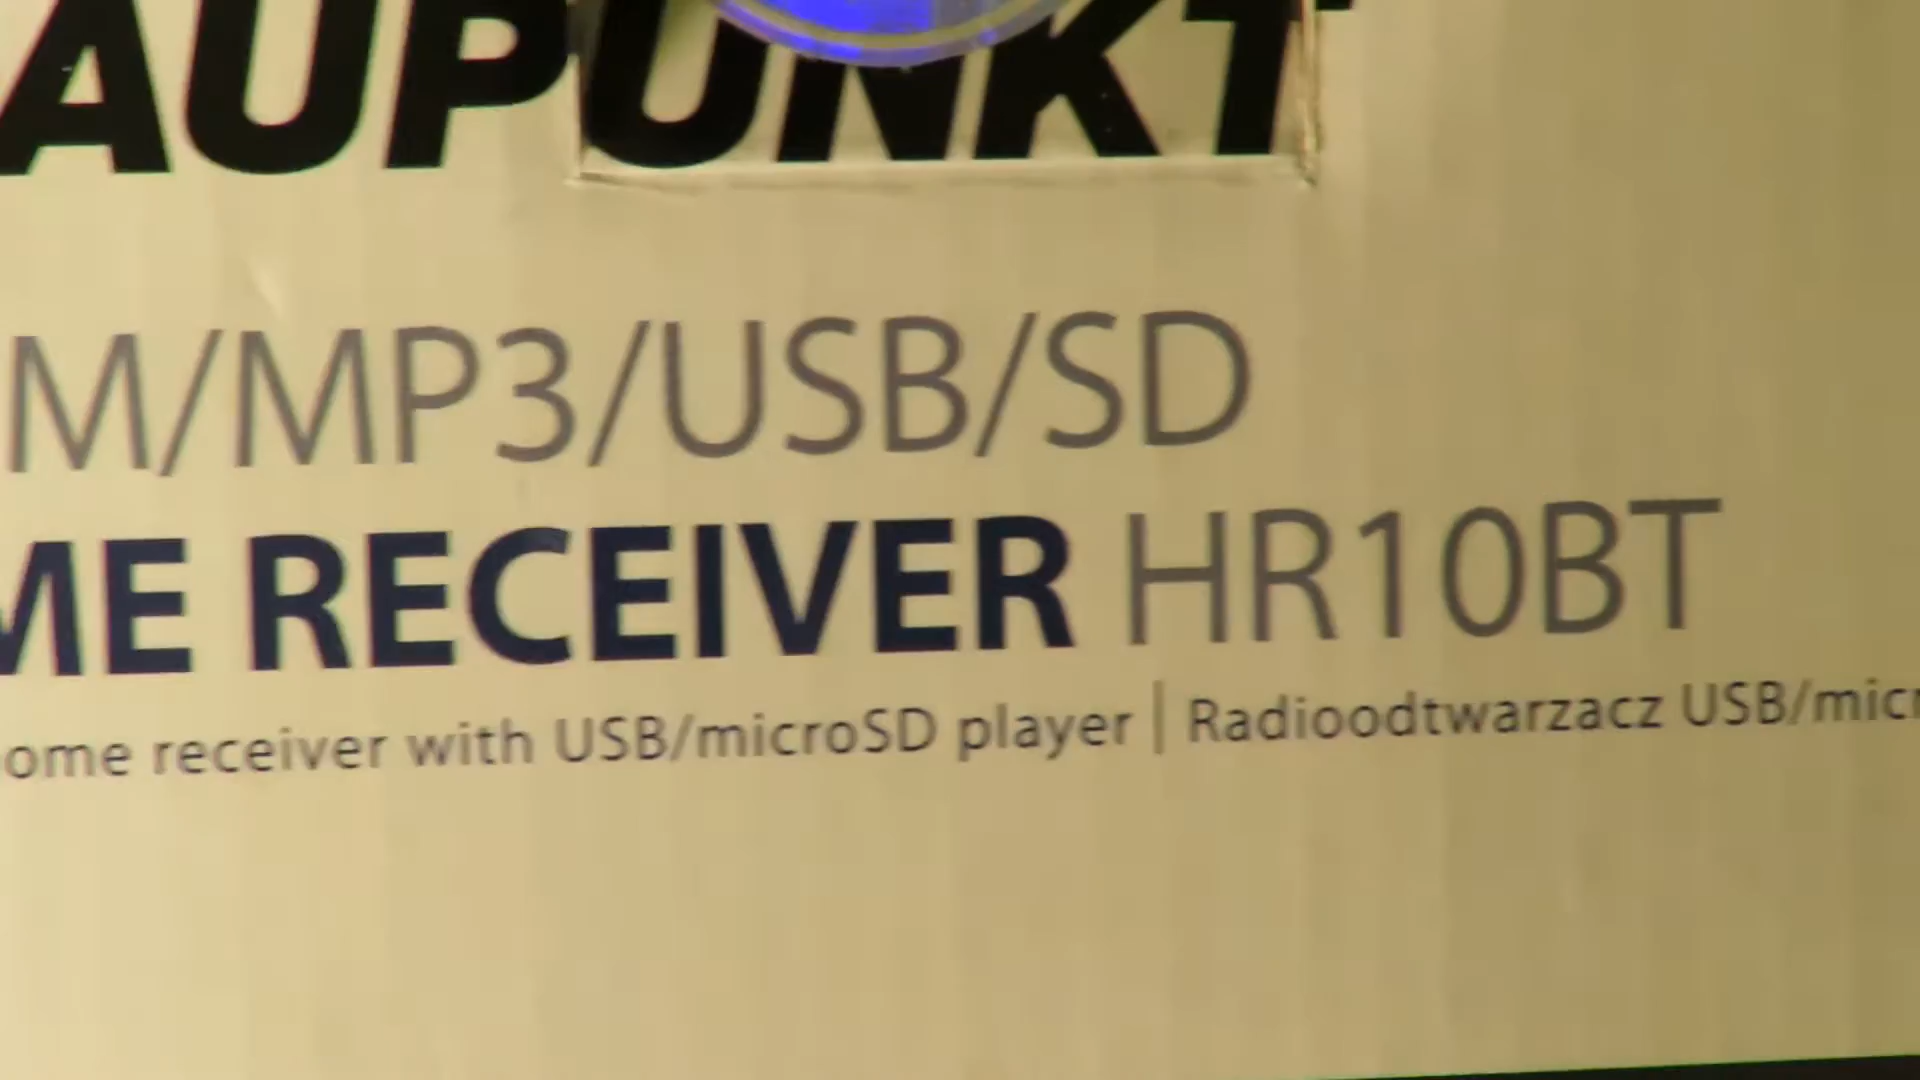 AUPUNKT
M/MP3/USB/SD
ME RECEIVER HR10BT
ome receiver with USB/microSD player | Radioodtwarzacz USB/micr